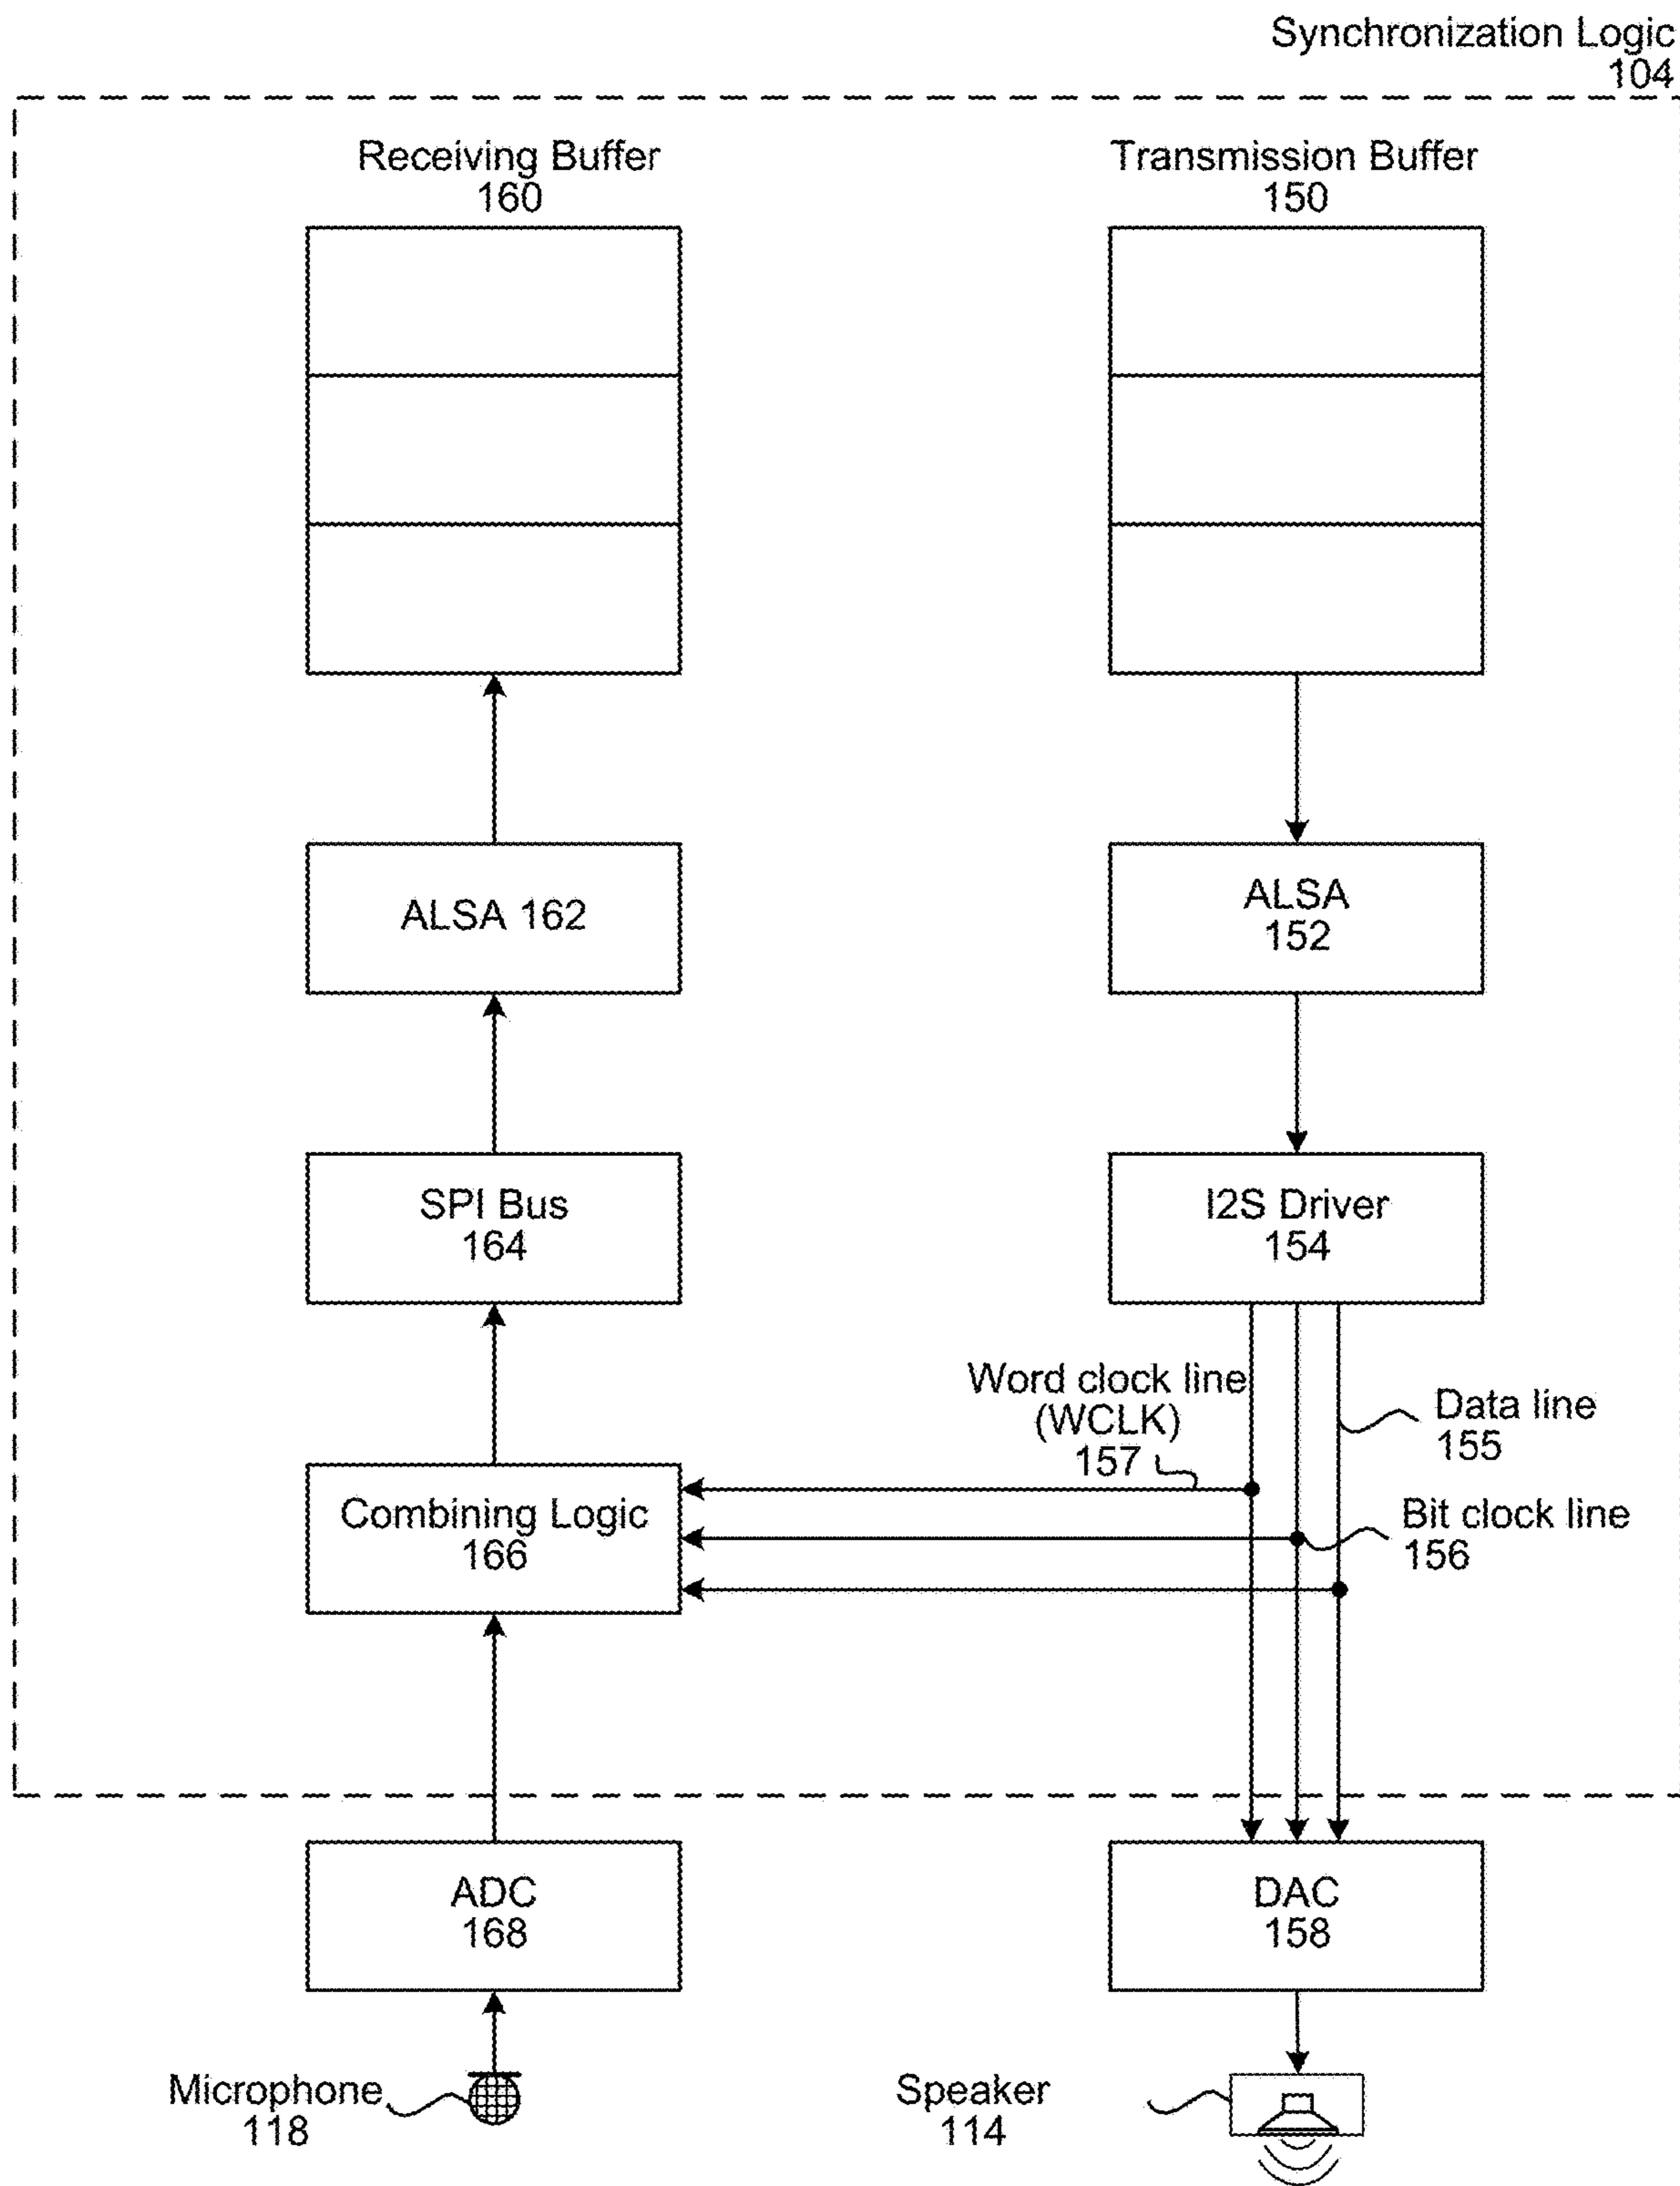 Synchronization Logic
104
Receiving Buffer
160
Transmission Buffer
150
ALSA 162
ALSA
152
SPI Bus
164
I2S Driver
154
Word clock line
(WCLK)
157
Data line
155
Combining Logic
166
Bit clock line
156
ADC
168
DAC
158
Microphone
118
Speaker
114